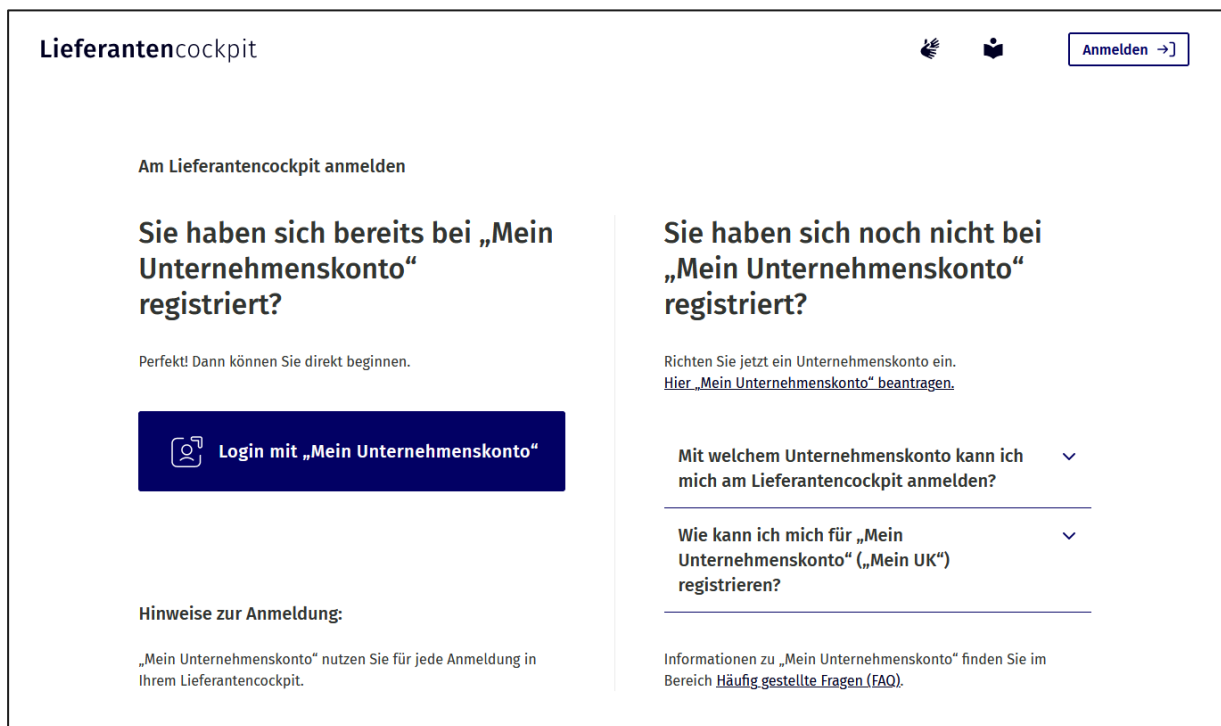 Lieferantencockpit
Anmelden
Am Lieferantencockpit anmelden
Sie haben sich bereits bei „Mein
Unternehmenskonto“
registriert?
Perfekt! Dann können Sie direkt beginnen.
Login mit „Mein Unternehmenskonto“
Hinweise zur Anmeldung:
„Mein Unternehmenskonto“ nutzen Sie für jede Anmeldung in
Ihrem Lieferantencockpit.
Sie haben sich noch nicht bei
„Mein Unternehmenskonto“
registriert?
Richten Sie jetzt ein Unternehmenskonto ein.
Hier „Mein Unternehmenskonto“ beantragen.
Mit welchem Unternehmenskonto kann ich
mich am Lieferantencockpit anmelden?
Wie kann ich mich für „Mein
Unternehmenskonto“ („Mein UK“)
registrieren?
Informationen zu „Mein Unternehmenskonto“ finden Sie im
Bereich Häufig gestellte Fragen (FAQ).